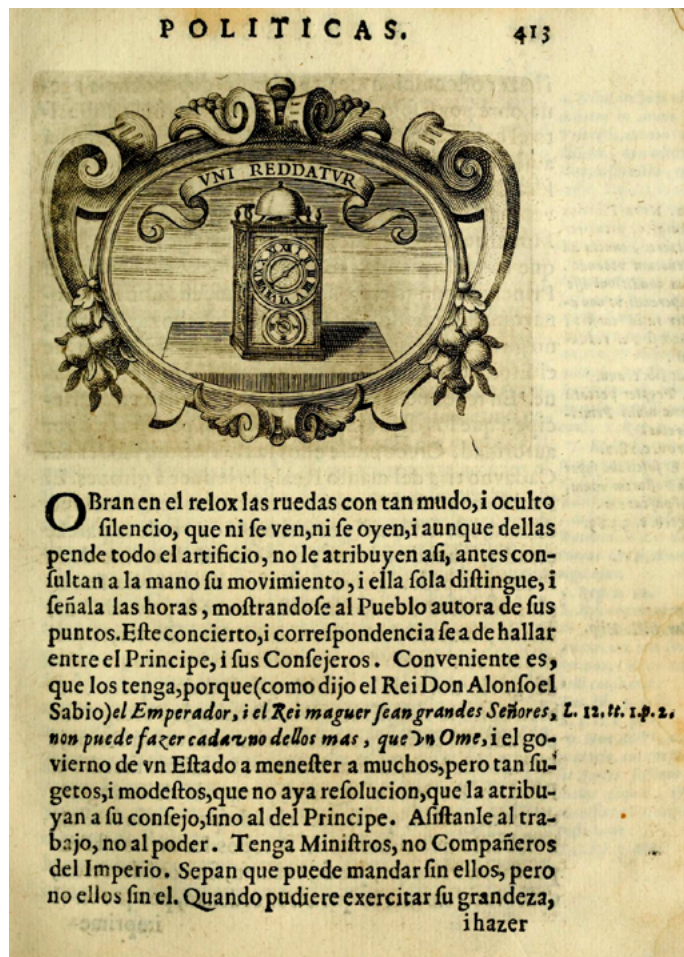 POLITICAS. 413
VNI REDDATVR
OBran en el relox las ruedas con tan mudo,i oculto
ſilencio, que ni ſe ven,ni ſe oyen,i aunque dellas
pende todo el artificio, no le atribuyen aſi, antes con-
ſultan a la mano ſu movimiento, i ella ſola diſtingue, i
ſeñala las horas, moſtrandoſe al Pueblo autora de ſus
puntos.Eſte concierto,i correſpondencia ſe a de hallar
entre el Principe, i ſus Conſejeros. Conveniente es,
que los tenga,porque(como dijo el Rei Don Alonſo el
Sabio)el Emperador, i el Rei maguer ſean grandes Señores, L. 12. tt. 1. p. 2.
non puede fazer cada vno dellos mas, que vn Ome,i el go-
vierno de vn Eſtado a meneſter a muchos,pero tan ſu-
getos,i modeſtos,que no aya reſolucion,que la atribu-
yan a ſu conſejo,ſino al del Principe. Aſiſtanle al tra-
bajo, no al poder. Tenga Miniſtros, no Compañeros
del Imperio. Sepan que puede mandar ſin ellos, pero
no ellos ſin el. Quando pudiere exercitar ſu grandeza,
i hazer